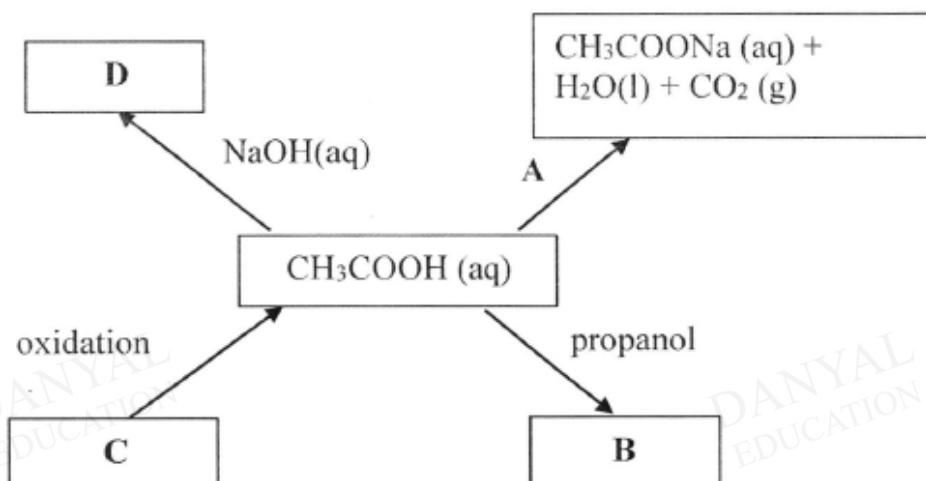 CH₃COONa (aq) +
H₂O(l) + CO₂ (g)
D
NaOH(aq)
A
CH₃COOH (aq)
oxidation
propanol
DANYAL
EDUCATION
DANYAL
EDUCATION
C
B